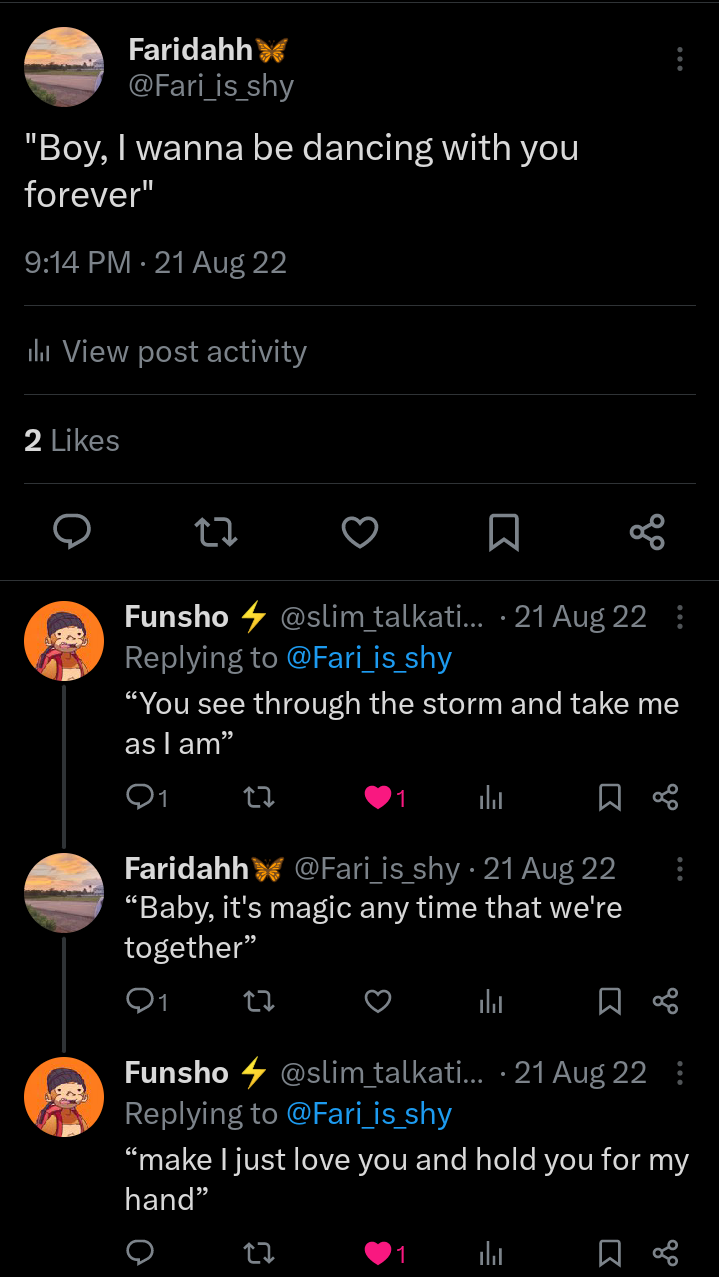 Faridahh🦋
@Fari_is_shy
"Boy, I wanna be dancing with you
forever"
9:14 PM · 21 Aug 22
View post activity
2 Likes
Funsho ⚡ @slim_talkati... · 21 Aug 22
Replying to @Fari_is_shy
“You see through the storm and take me
as I am”
1 1
Faridahh🦋 @Fari_is_shy · 21 Aug 22
“Baby, it's magic any time that we're
together”
1
Funsho ⚡ @slim_talkati... · 21 Aug 22
Replying to @Fari_is_shy
“make I just love you and hold you for my
hand”
1